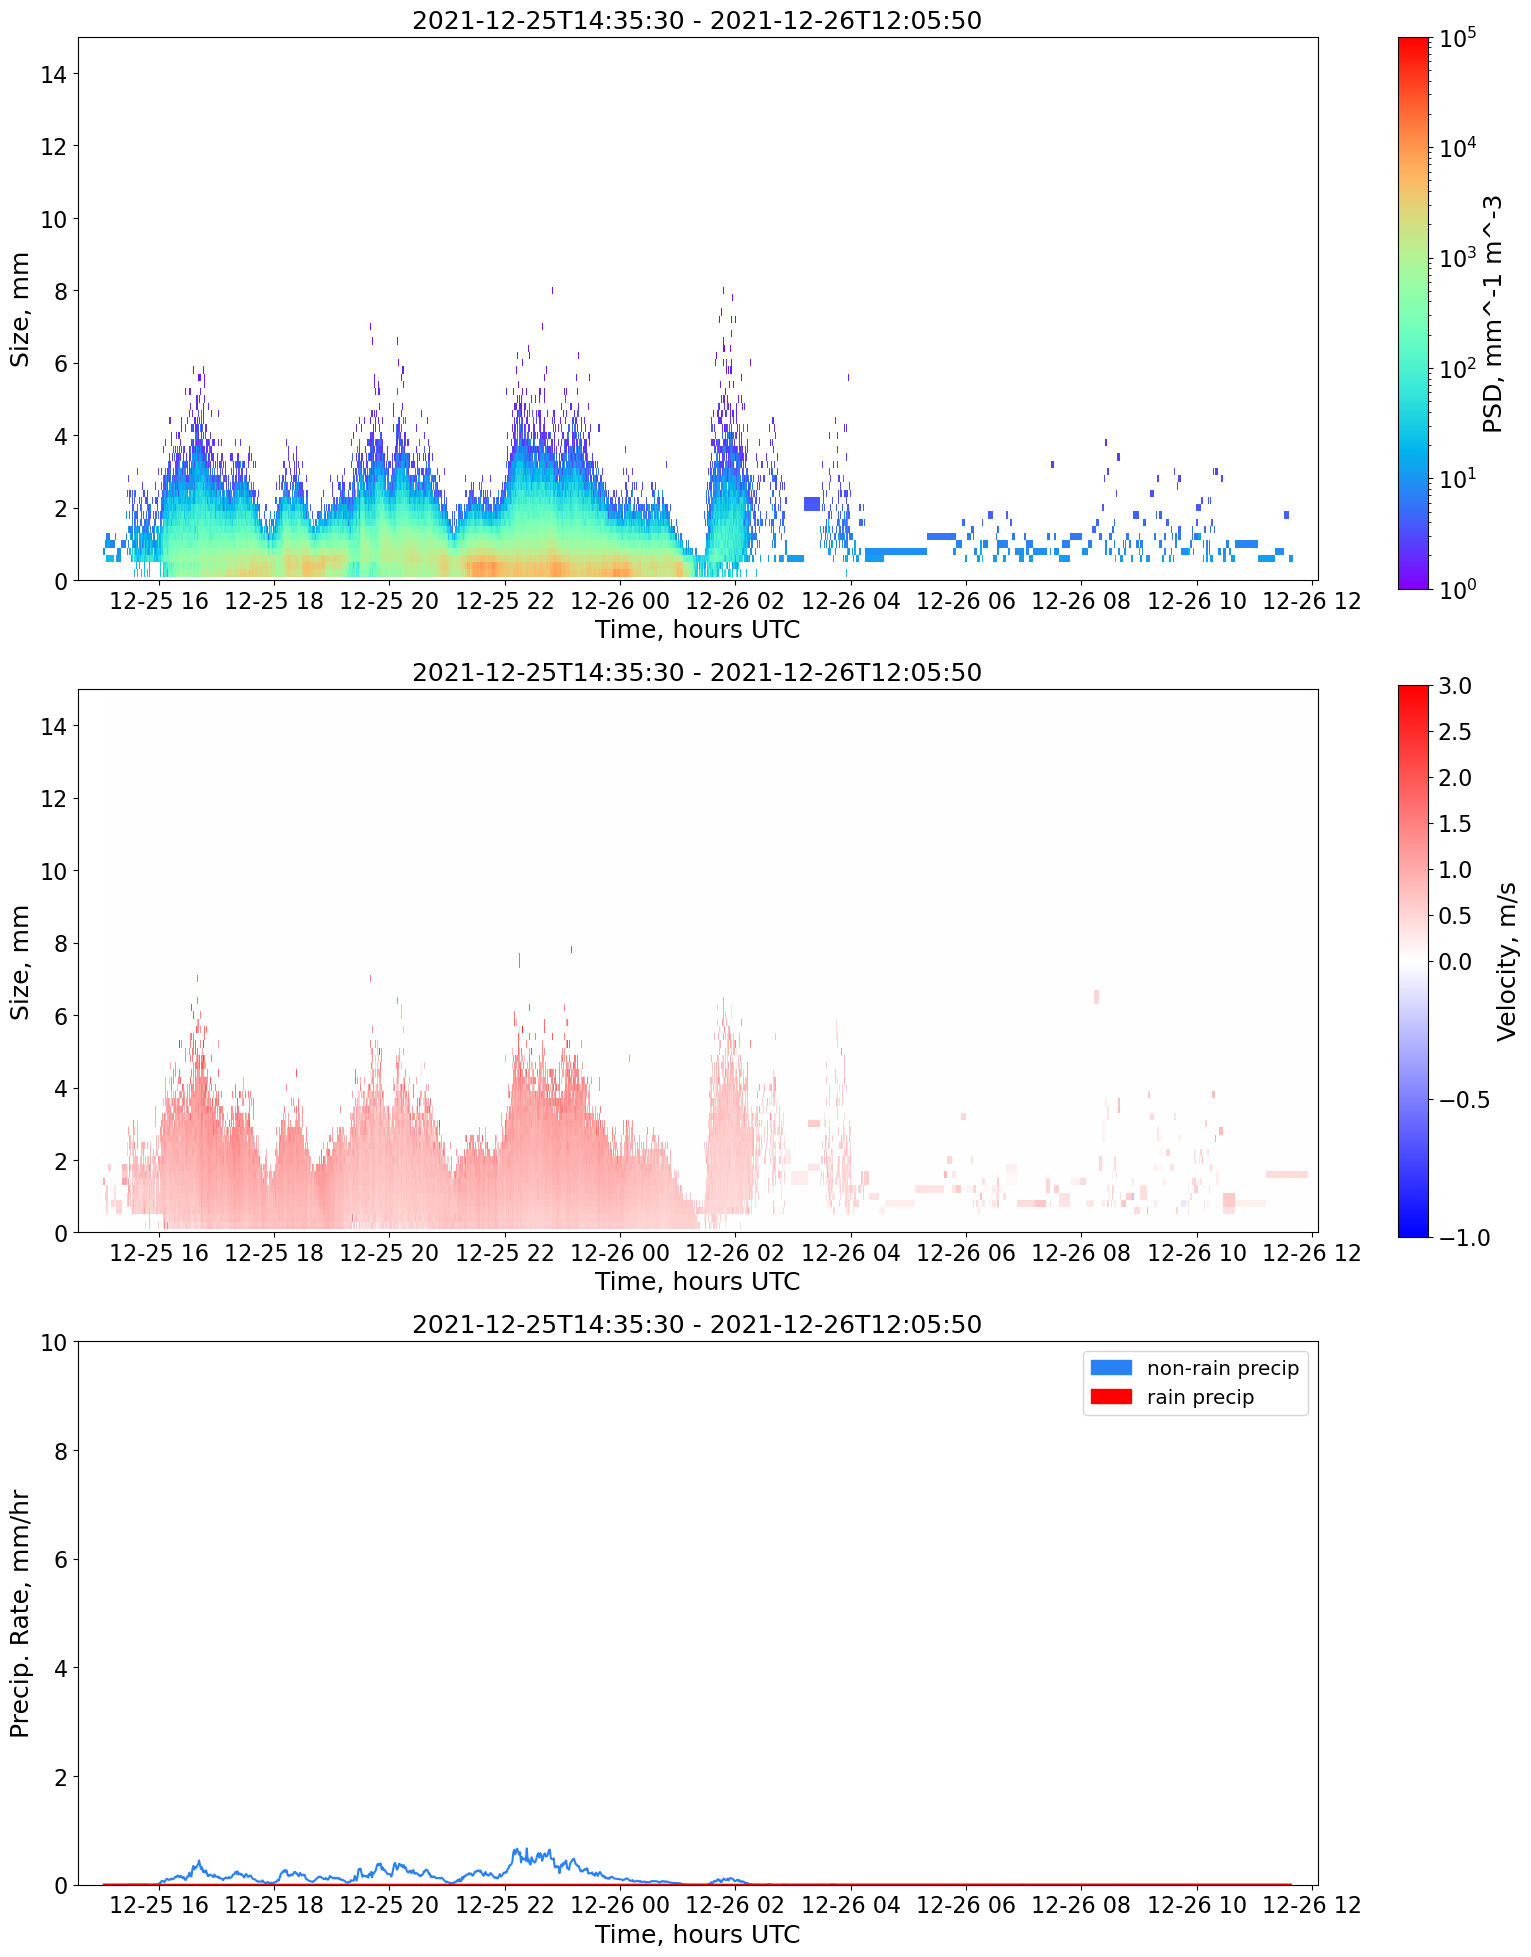 2021-12-25T14:35:30 - 2021-12-26T12:05:50
14
12
10
8
6
4
2
0
Size, mm
12-25 16 12-25 18 12-25 20 12-25 22 12-26 00 12-26 02 12-26 04 12-26 06 12-26 08 12-26 10 12-26 12
Time, hours UTC
10^5
10^4
10^3
10^2
10^1
10^0
PSD, mm^-1 m^-3
2021-12-25T14:35:30 - 2021-12-26T12:05:50
14
12
10
8
6
4
2
0
Size, mm
12-25 16 12-25 18 12-25 20 12-25 22 12-26 00 12-26 02 12-26 04 12-26 06 12-26 08 12-26 10 12-26 12
Time, hours UTC
3.0
2.5
2.0
1.5
1.0
0.5
0.0
−0.5
−1.0
Velocity, m/s
2021-12-25T14:35:30 - 2021-12-26T12:05:50
10
8
6
4
2
0
Precip. Rate, mm/hr
non-rain precip
rain precip
12-25 16 12-25 18 12-25 20 12-25 22 12-26 00 12-26 02 12-26 04 12-26 06 12-26 08 12-26 10 12-26 12
Time, hours UTC